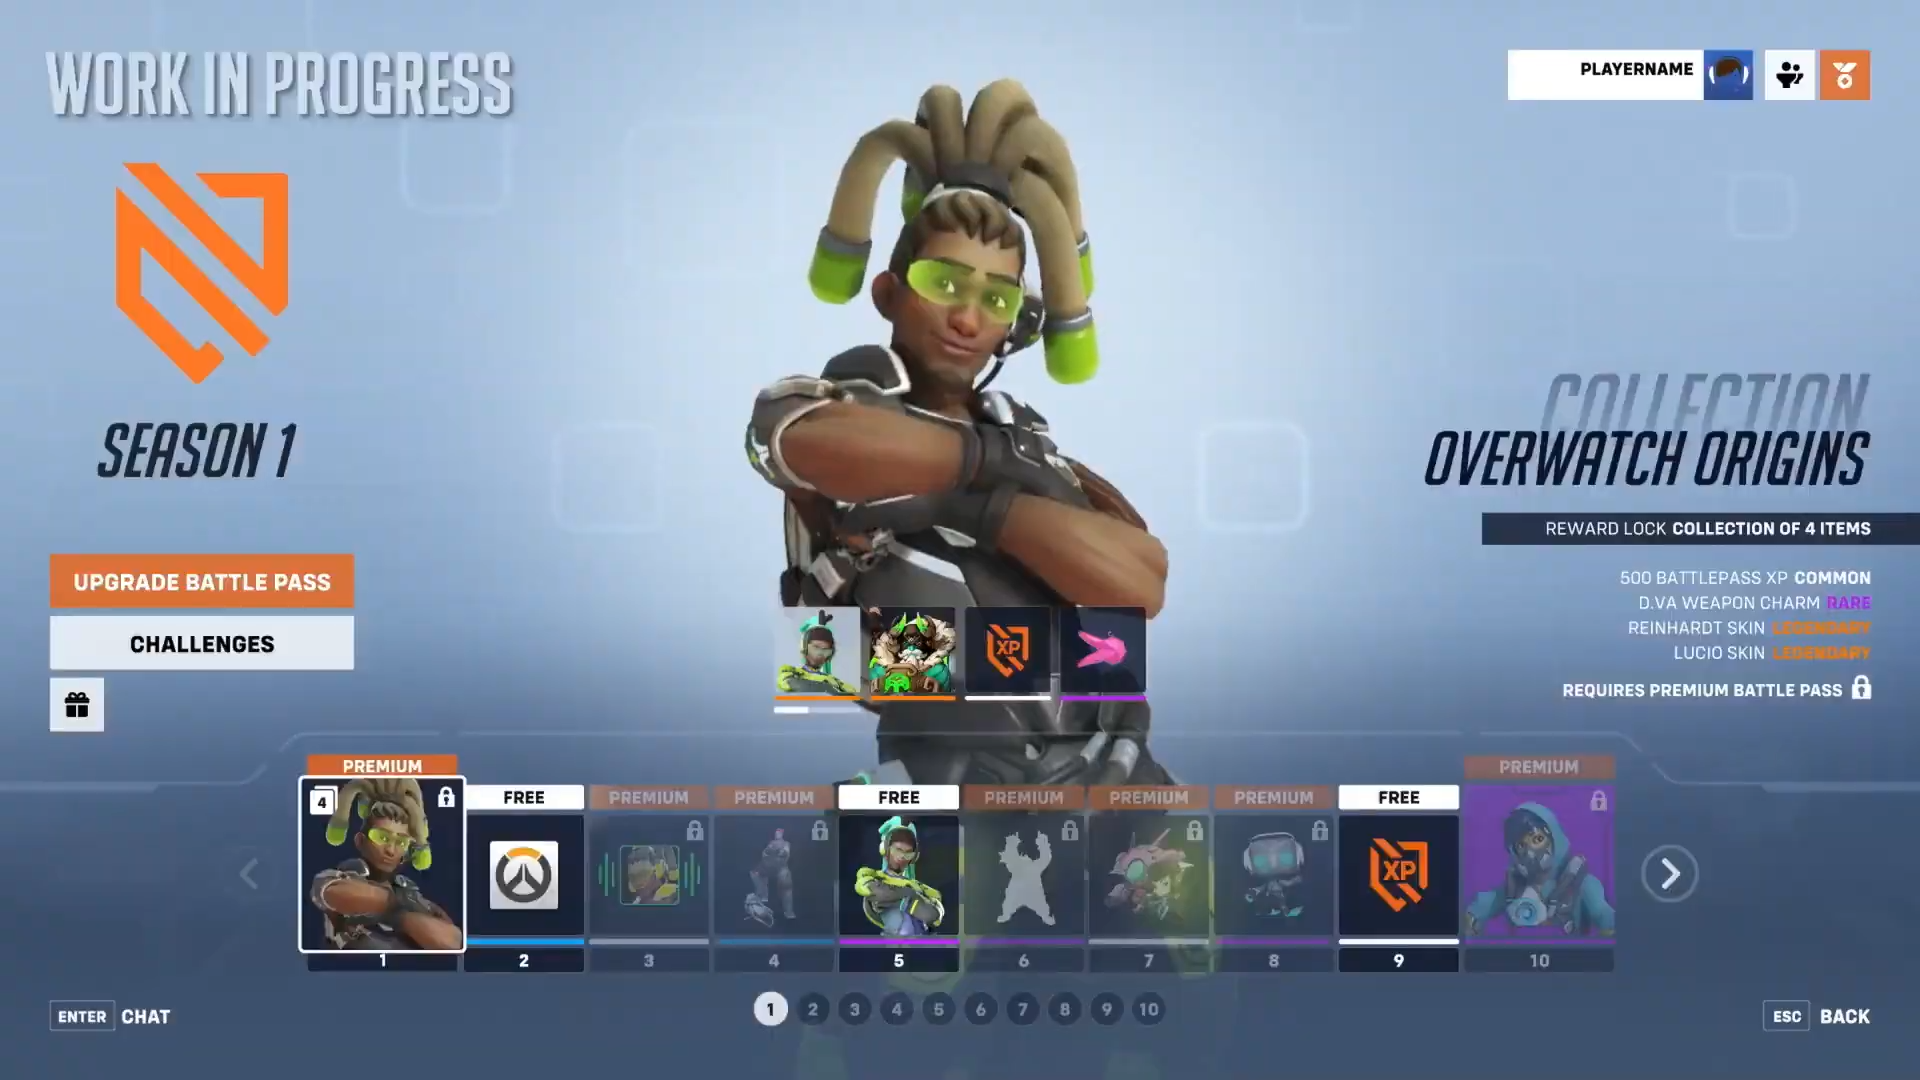 WORK IN PROGRESS
PLAYERNAME
SEASON 1
COLLECTION
OVERWATCH ORIGINS
REWARD LOCK COLLECTION OF 4 ITEMS
500 BATTLEPASS XP COMMON
D.VA WEAPON CHARM RARE
REINHARDT SKIN LEGENDARY
LUCIO SKIN LEGENDARY
REQUIRES PREMIUM BATTLE PASS
UPGRADE BATTLE PASS
CHALLENGES
XP
PREMIUM FREE PREMIUM PREMIUM FREE PREMIUM PREMIUM PREMIUM FREE PREMIUM
4
XP
1 2 3 4 5 6 7 8 9 10
1 2 3 4 5 6 7 8 9 10
ENTER CHAT
ESC BACK